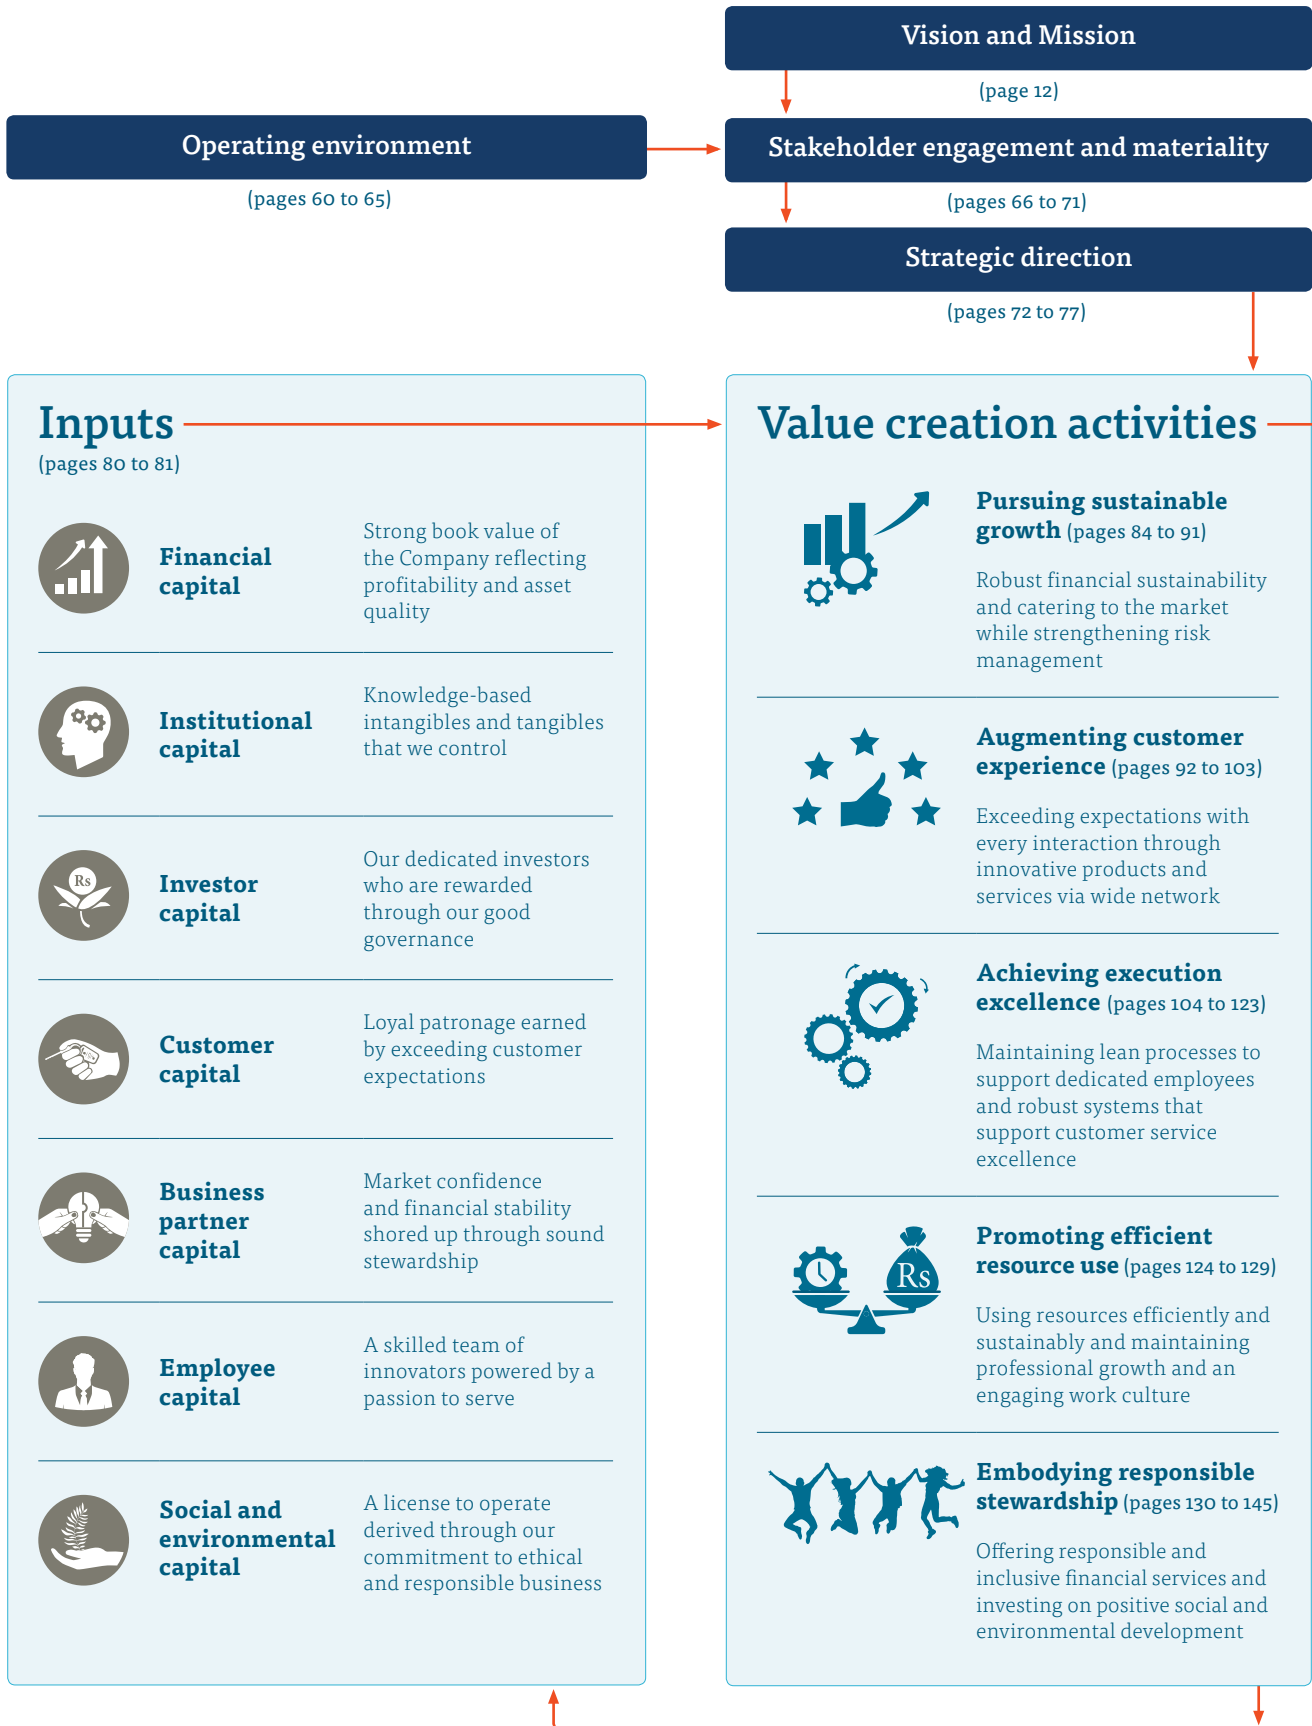 Vision and Mission
(page 12)
Operating environment
(pages 60 to 65)
Stakeholder engagement and materiality
(pages 66 to 71)
Strategic direction
(pages 72 to 77)
Inputs
(pages 80 to 81)
Financial
capital
Strong book value of
the Company reflecting
profitability and asset
quality
Institutional
capital
Knowledge-based
intangibles and tangibles
that we control
Rs
Investor
capital
Our dedicated investors
who are rewarded
through our good
governance
Customer
capital
Loyal patronage earned
by exceeding customer
expectations
Business
partner
capital
Market confidence
and financial stability
shored up through sound
stewardship
Employee
capital
A skilled team of
innovators powered by a
passion to serve
Social and
environmental
capital
A license to operate
derived through our
commitment to ethical
and responsible business
Value creation activities
Pursuing sustainable
growth (pages 84 to 91)
Robust financial sustainability
and catering to the market
while strengthening risk
management
Augmenting customer
experience (pages 92 to 103)
Exceeding expectations with
every interaction through
innovative products and
services via wide network
Achieving execution
excellence (pages 104 to 123)
Maintaining lean processes to
support dedicated employees
and robust systems that
support customer service
excellence
Rs
Promoting efficient
resource use (pages 124 to 129)
Using resources efficiently and
sustainably and maintaining
professional growth and an
engaging work culture
Embodying responsible
stewardship (pages 130 to 145)
Offering responsible and
inclusive financial services and
investing on positive social and
environmental development